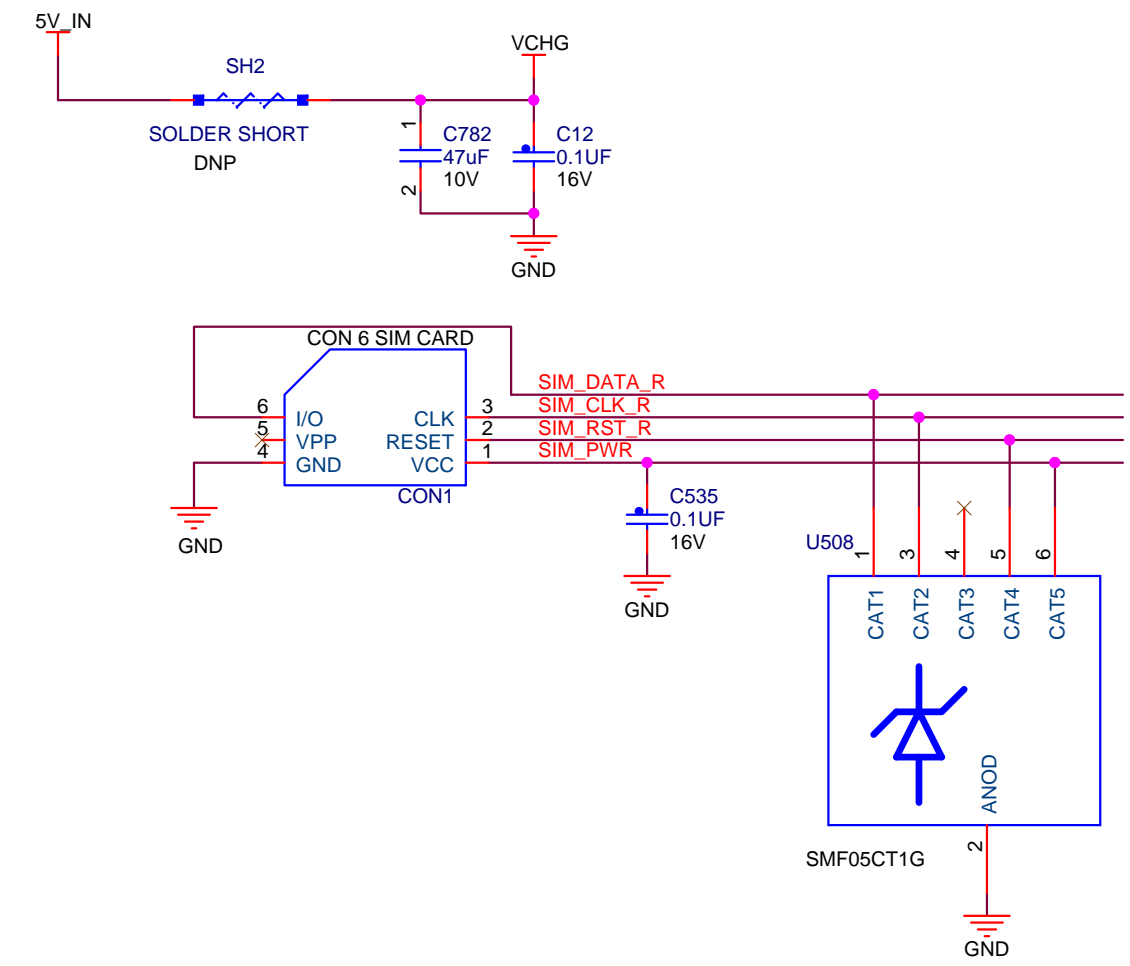 5V_IN
VCHG
SH2
SOLDER SHORT
DNP
1
C782
47uF
10V
2
C12
0.1UF
16V
GND
CON 6 SIM CARD
6
I/O
5
VPP
4
GND
CLK
3
RESET
2
VCC
1
CON1
SIM_DATA_R
SIM_CLK_R
SIM_RST_R
SIM_PWR
GND
C535
0.1UF
16V
GND
U508
1
3
4
5
6
CAT1
CAT2
CAT3
CAT4
CAT5
ANOD
2
SMF05CT1G
GND